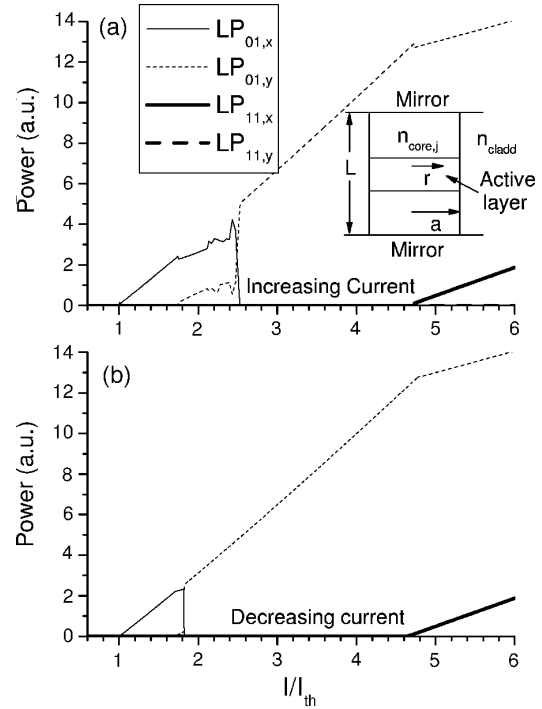 (a)
LP01,x
LP01,y
LP11,x
LP11,y
Power (a.u.)
14
12
10
8
6
4
2
0
Mirror
L
ncore,j
ncladd
r
Active
layer
a
Mirror
Increasing Current
1 2 3 4 5 6
(b)
Power (a.u.)
14
12
10
8
6
4
2
0
Decreasing current
1 2 3 4 5 6
I/Ith